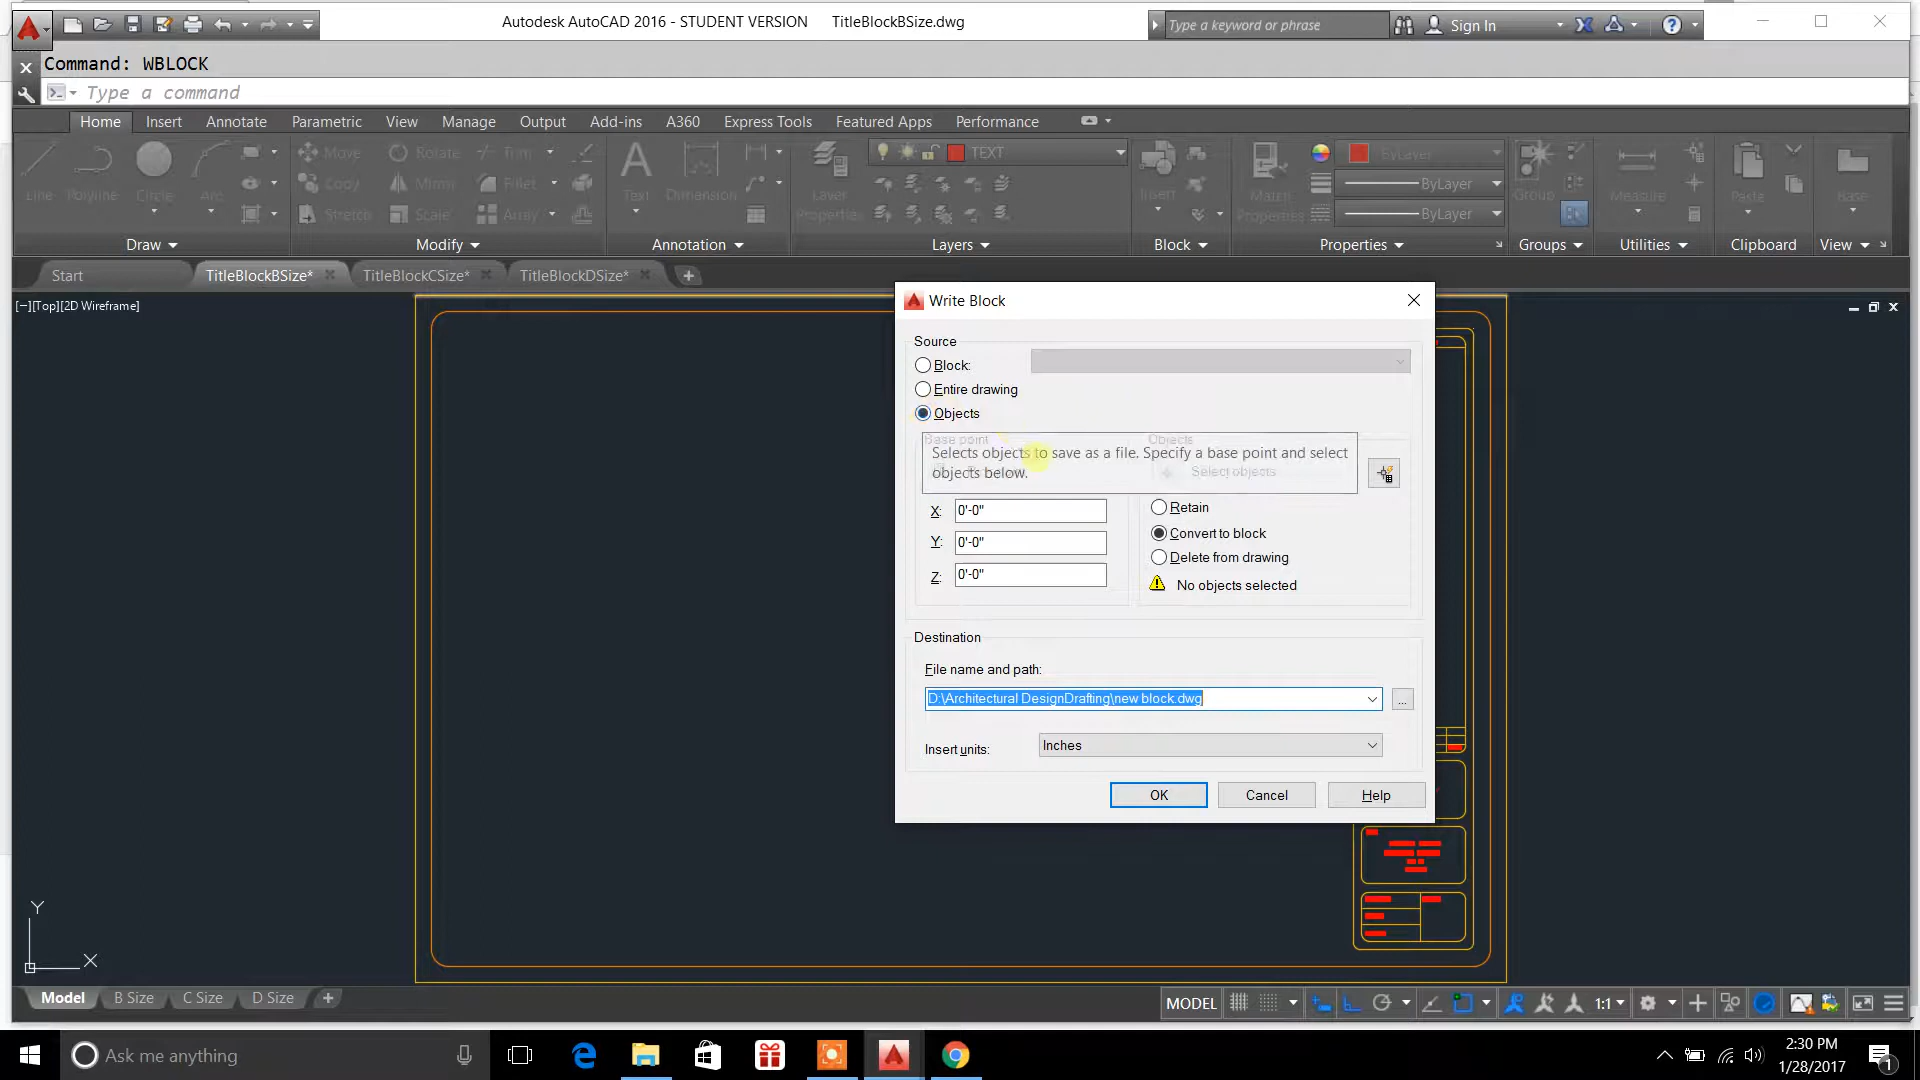 Autodesk AutoCAD 2016 - STUDENT VERSION TitleBlockBSize.dwg
Type a keyword or phrase
Sign In
Command: WBLOCK
Type a command
Home Insert Annotate Parametric View Manage Output Add-ins A360 Express Tools Featured Apps Performance
Move Rotate Trim TEXT ByLayer
Copy Mirror Fillet ByLayer
Line Polyline Circle Arc Text Dimension Layer Insert Match Group Measure Paste Base
Stretch Scale Array Properties Properties ByLayer
Draw Modify Annotation Layers Block Properties Groups Utilities Clipboard View
Start TitleBlockBSize* TitleBlockCSize* TitleBlockDSize*
[−][Top][2D Wireframe]
Write Block
Source
Block:
Entire drawing
Objects
Base point Objects
Selects objects to save as a file. Specify a base point and select
objects below.
Select objects
X: 0'-0" Retain
Y: 0'-0" Convert to block
Z: 0'-0" Delete from drawing
No objects selected
Destination
File name and path:
D:\Architectural DesignDrafting\new block.dwg
...
Insert units: Inches
OK Cancel Help
Y
X
Model B Size C Size D Size
MODEL 1:1
Ask me anything
2:30 PM
1/28/2017
1